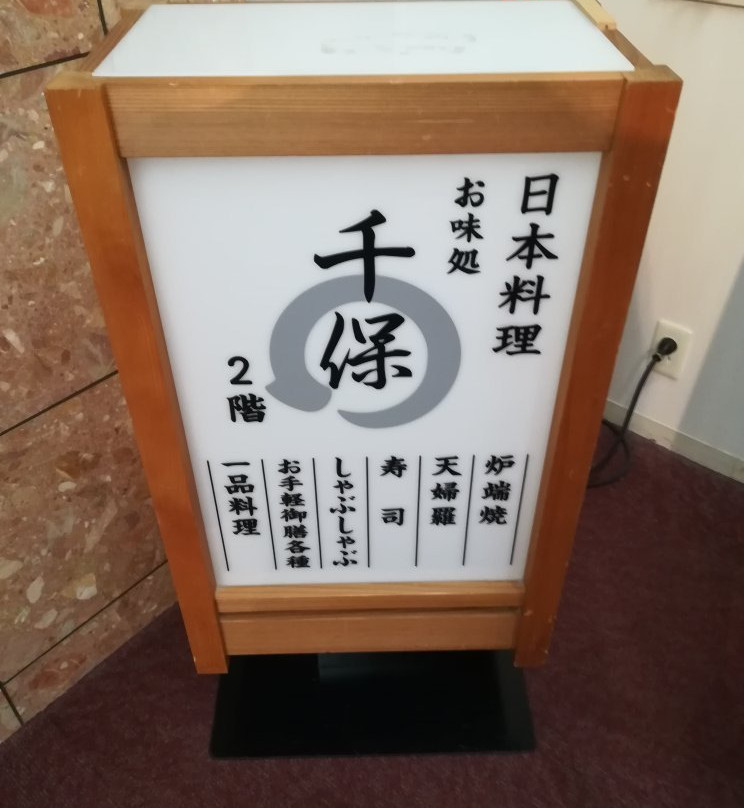 日本料理
お味処
千保
2階
炉端焼
天婦羅
寿司
しゃぶしゃぶ
お手軽御膳各種
一品料理